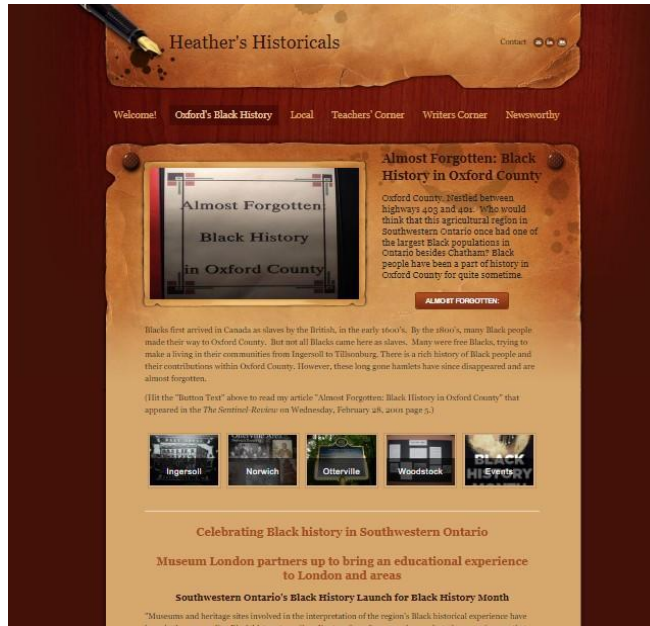 Heather's Historicals
Contact
Welcome! Oxford's Black History Local Teachers' Corner Writers Corner Newsworthy
Almost Forgotten:
Black History
in Oxford County
Almost Forgotten: Black
History in Oxford County
Oxford County. Nestled between
highways 403 and 401. Who would
think that this agricultural region in
Southwestern Ontario once had one of
the largest Black populations in
Ontario besides Chatham? Black
people have been a part of history in
Oxford County for quite sometime.
ALMOST FORGOTTEN:
Blacks first arrived in Canada as slaves by the British, in the early 1600's. By the 1800's, many Black people
made their way to Oxford County. But not all Blacks came here as slaves. Many were free Blacks, trying to
make a living in their communities from Ingersoll to Tillsonburg. There is a rich history of Black people and
their contributions within Oxford County. However, these long gone hamlets have since disappeared and are
almost forgotten.
(Hit the "Button Text" above to read my article "Almost Forgotten: Black History in Oxford County" that
appeared in the The Sentinel-Review on Wednesday, February 28, 2001 page 5.)
Ingersoll
Norwich
Otterville
Woodstock
BLACK
HISTORY
MONTH
Events
Celebrating Black history in Southwestern Ontario
Museum London partners up to bring an educational experience
to London and areas
Southwestern Ontario's Black History Launch for Black History Month
"Museums and heritage sites involved in the interpretation of the region's Black historical experience have